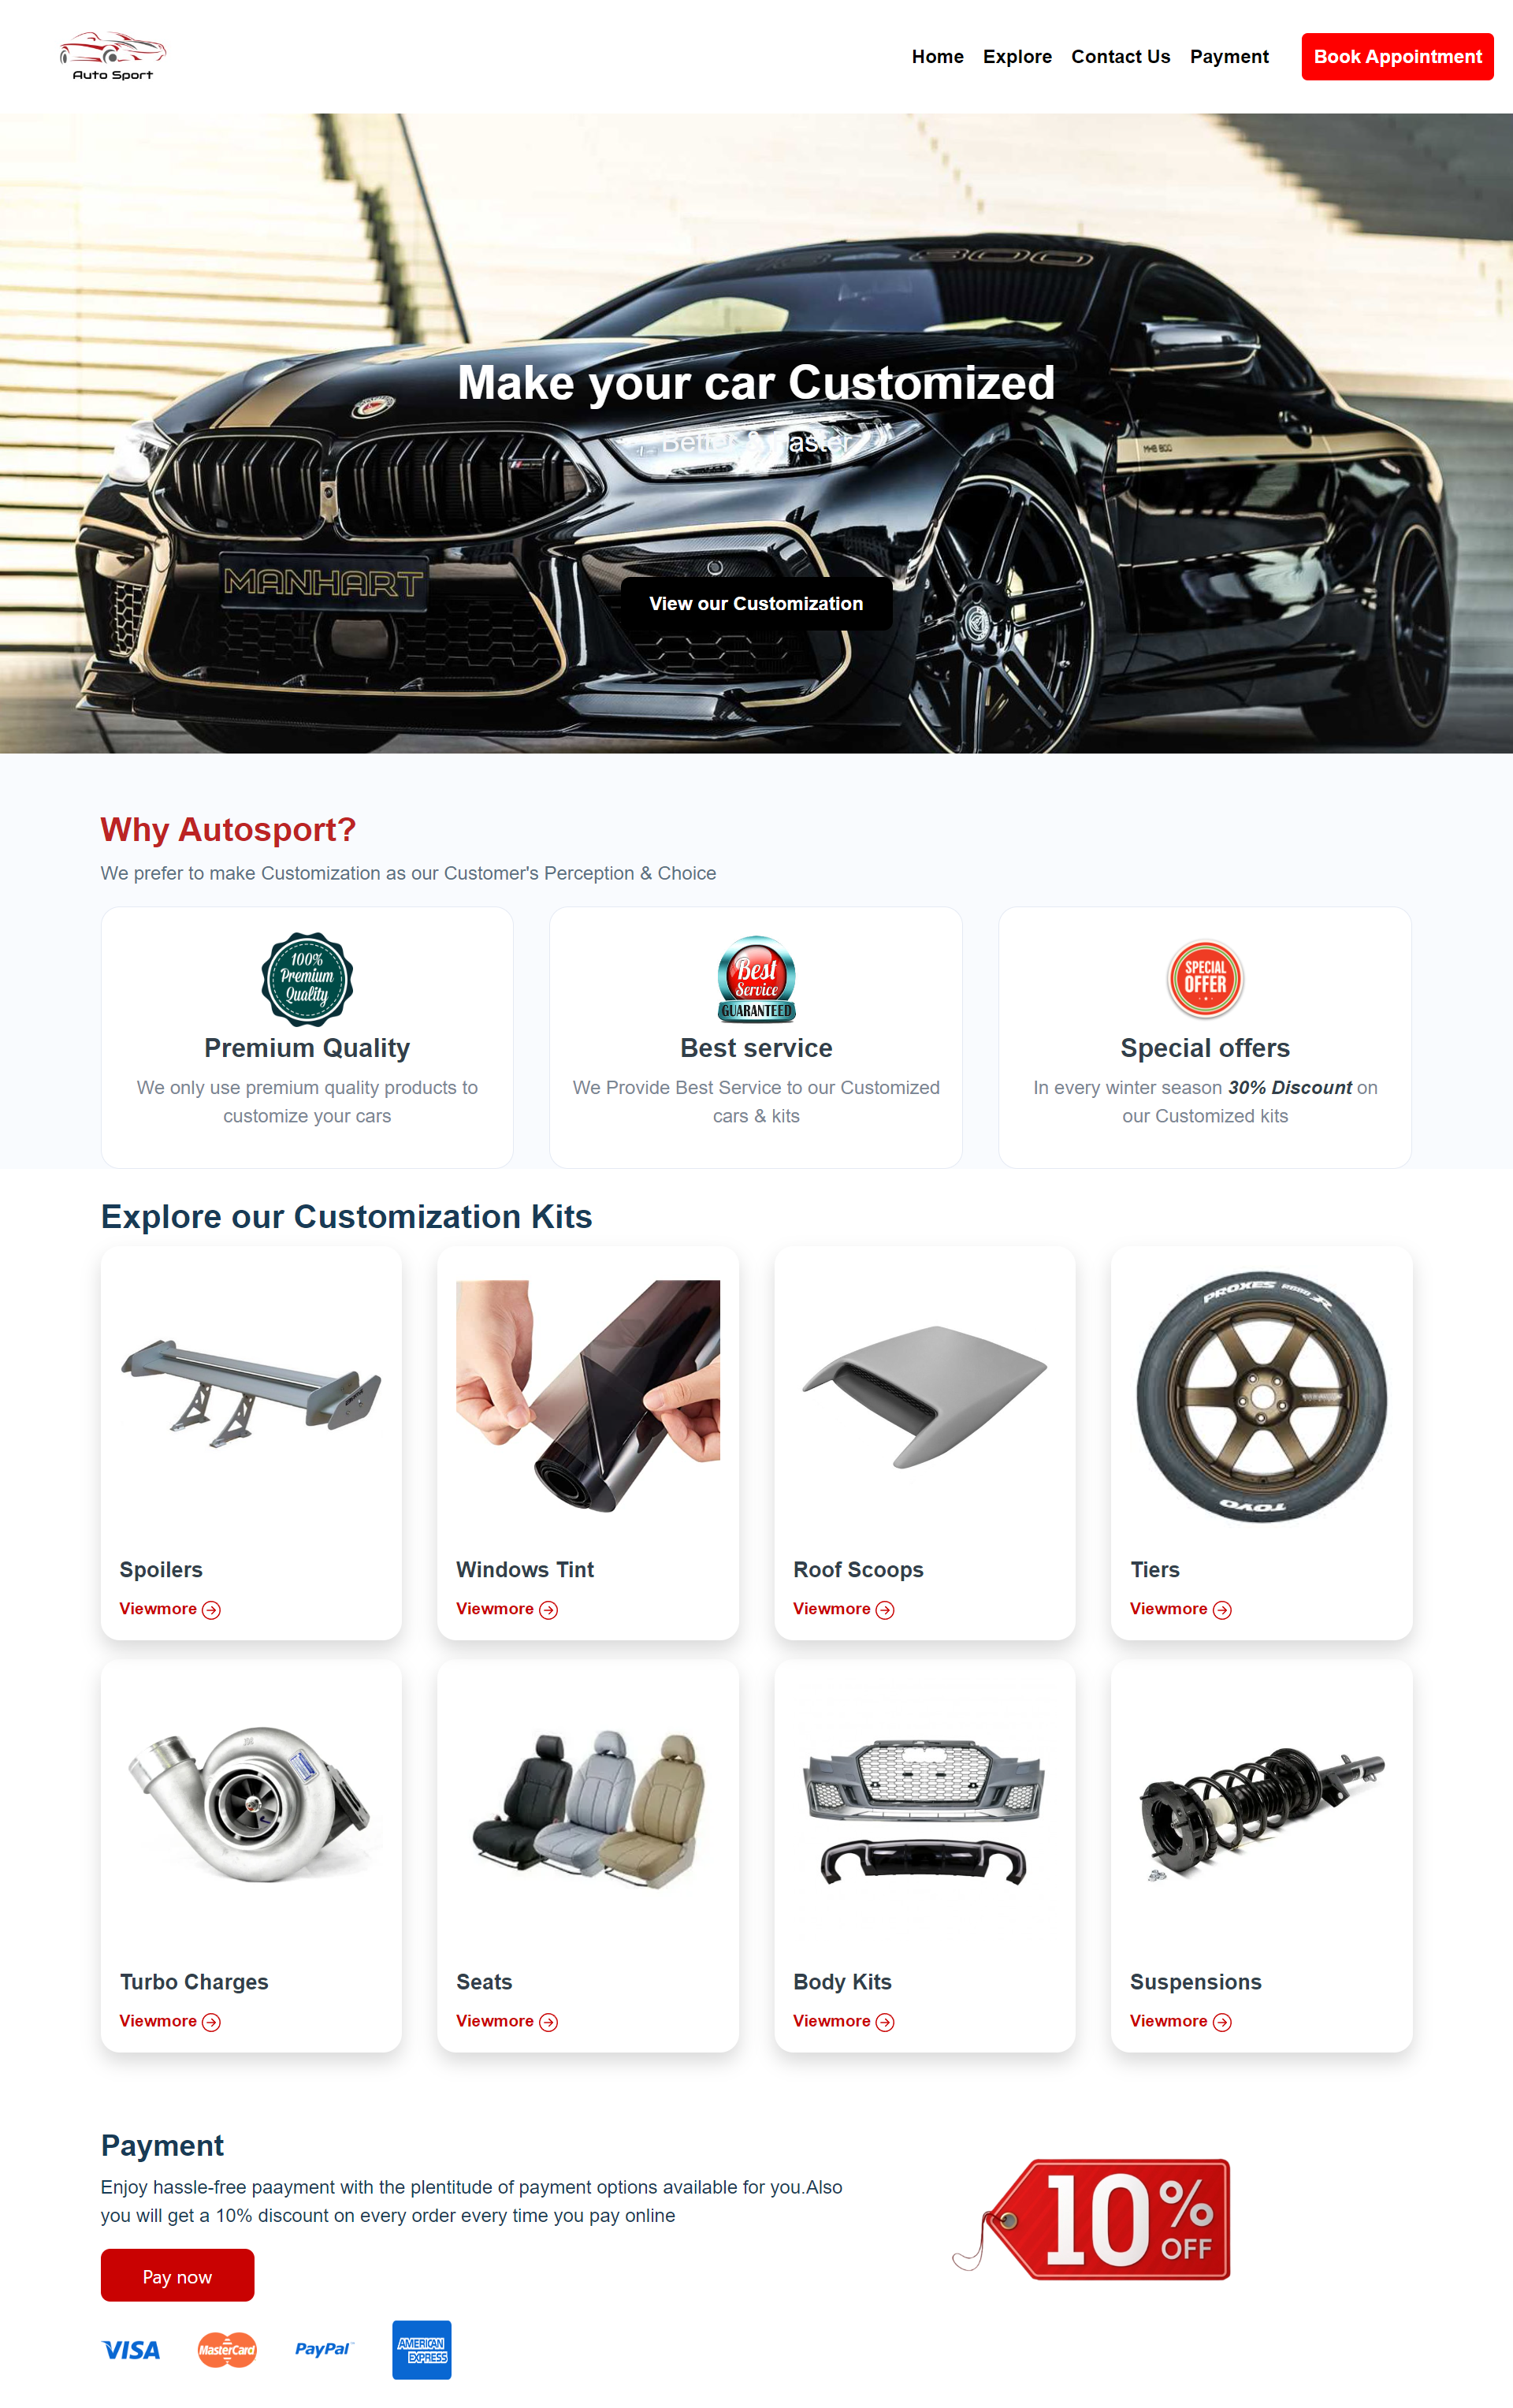 Auto Sport
Home Explore Contact Us Payment Book Appointment
800
Make your car Customized
Better & Faster
MHB 800
MANHART
View our Customization
Why Autosport?
We prefer to make Customization as our Customer's Perception & Choice
100%
Premium
Quality
Best
Service
GUARANTEED
SPECIAL
OFFER
Premium Quality
Best service
Special offers
We only use premium quality products to
customize your cars
We Provide Best Service to our Customized
cars & kits
In every winter season 30% Discount on
our Customized kits
Explore our Customization Kits
PROXES R888 R
TOYO
Spoilers
Windows Tint
Roof Scoops
Tiers
Viewmore
Viewmore
Viewmore
Viewmore
Turbo Charges
Seats
Body Kits
Suspensions
Viewmore
Viewmore
Viewmore
Viewmore
Payment
Enjoy hassle-free paayment with the plentitude of payment options available for you.Also
you will get a 10% discount on every order every time you pay online
10%
OFF
Pay now
VISA
MasterCard
PayPal
AMERICAN
EXPRESS